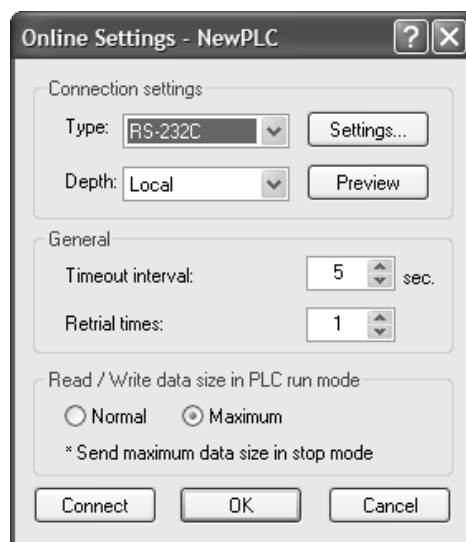 Online Settings - NewPLC
Connection settings
Type: RS-232C Settings...
Depth: Local Preview
General
Timeout interval: 5 sec.
Retrial times: 1
Read / Write data size in PLC run mode
Normal Maximum
* Send maximum data size in stop mode
Connect OK Cancel